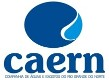 caern
COMPANHIA DE ÁGUAS E ESGOTOS DO RIO GRANDE DO NORTE